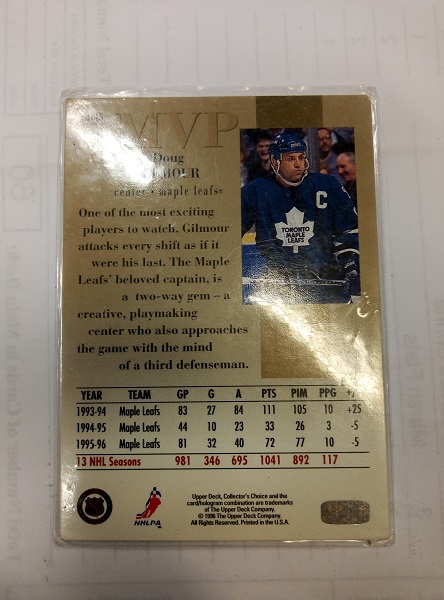 MVP
Doug
center • maple leafs®
One of the most exciting
players to watch, Gilmour
attacks every shift as if it
were his last. The Maple
Leafs' beloved captain, is
a two-way gem – a
creative, playmaking
center who also approaches
the game with the mind
of a third defenseman.
C
TORONTO
MAPLE
LEAFS
YEAR TEAM GP G A PTS PIM PPG +/-
1993-94 Maple Leafs 83 27 84 111 105 10 +25
1994-95 Maple Leafs 44 10 23 33 26 3 -5
1995-96 Maple Leafs 81 32 40 72 77 10 -5
13 NHL Seasons 981 346 695 1041 892 117
NHLPA
Upper Deck, Collector's Choice and the
card/hologram combination are trademarks
of The Upper Deck Company.
© 1996 The Upper Deck Company.
All Rights Reserved. Printed in the U.S.A.